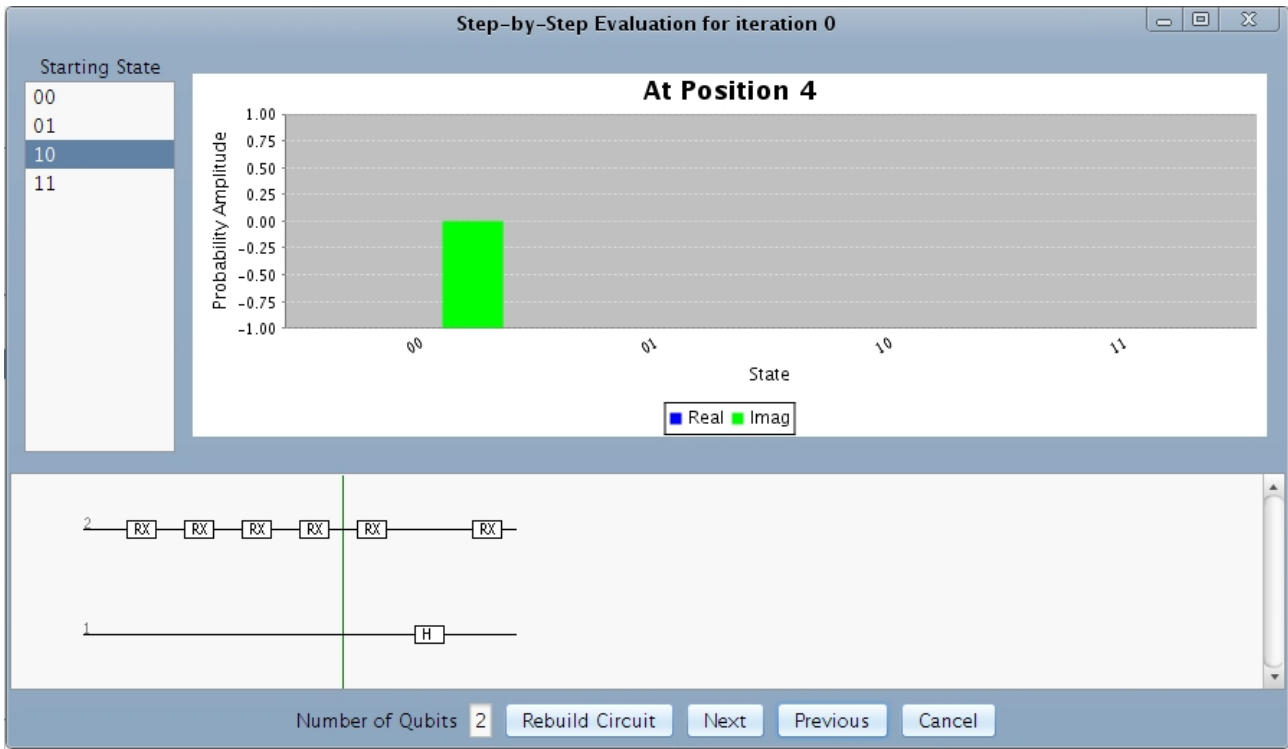 Step-by-Step Evaluation for iteration 0
Starting State
00
01
10
11
At Position 4
Probability Amplitude
1.00
0.75
0.50
0.25
0.00
-0.25
-0.50
-0.75
-1.00
00 01 10 11
State
Real Imag
2 RX RX RX RX RX RX
1 H
Number of Qubits 2 Rebuild Circuit Next Previous Cancel